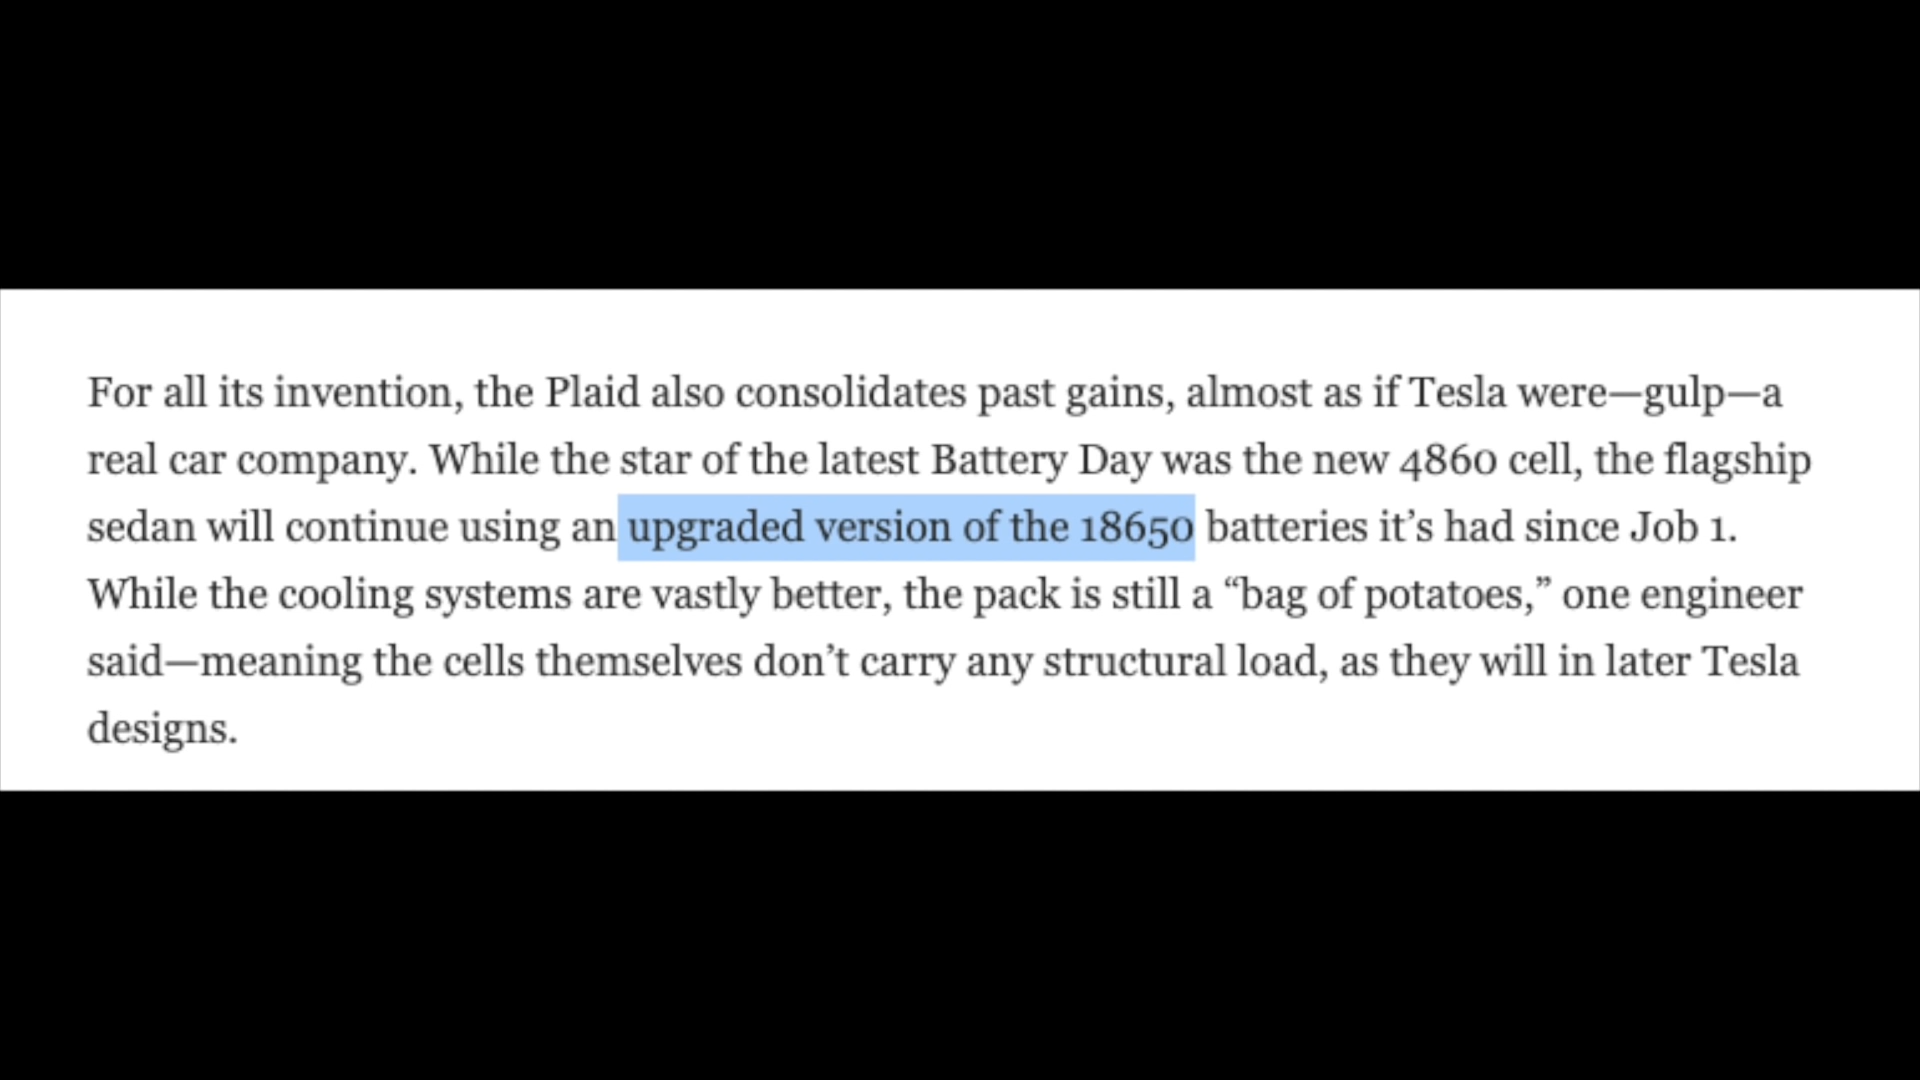 For all its invention, the Plaid also consolidates past gains, almost as if Tesla were—gulp—a
real car company. While the star of the latest Battery Day was the new 4860 cell, the flagship
sedan will continue using an upgraded version of the 18650 batteries it’s had since Job 1.
While the cooling systems are vastly better, the pack is still a “bag of potatoes,” one engineer
said—meaning the cells themselves don’t carry any structural load, as they will in later Tesla
designs.